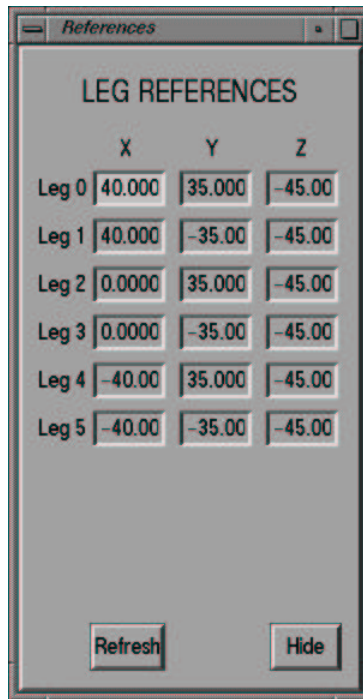 References
LEG REFERENCES
X Y Z
Leg 0 40.000 35.000 -45.00
Leg 1 40.000 -35.00 -45.00
Leg 2 0.0000 35.000 -45.00
Leg 3 0.0000 -35.00 -45.00
Leg 4 -40.00 35.000 -45.00
Leg 5 -40.00 -35.00 -45.00
Refresh Hide